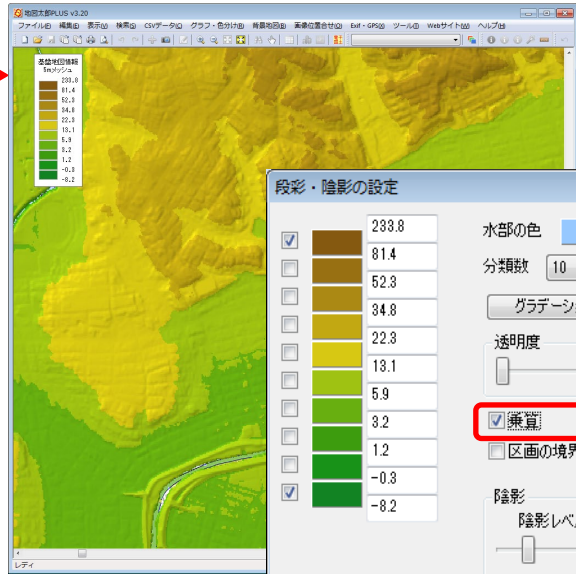 地図太郎PLUS v3.20
ファイル(F) 編集(E) 表示(V) 検索(S) CSVデータ(C) グラフ・色分け(B) 背景地図(B) 画像位置合せ(Q) Exif・GPS(X) ツール(T) Webサイト(W) ヘルプ(H)
基盤地図情報
5mメッシュ
233.8
81.4
52.3
34.8
22.3
13.1
5.9
3.2
1.2
-0.3
-8.2
レディ
段彩・陰影の設定
233.8
81.4
52.3
34.8
22.3
13.1
5.9
3.2
1.2
-0.3
-8.2
水部の色
分類数 10
グラデーシ
透明度
乗算
区画の境界
陰影
陰影レベル